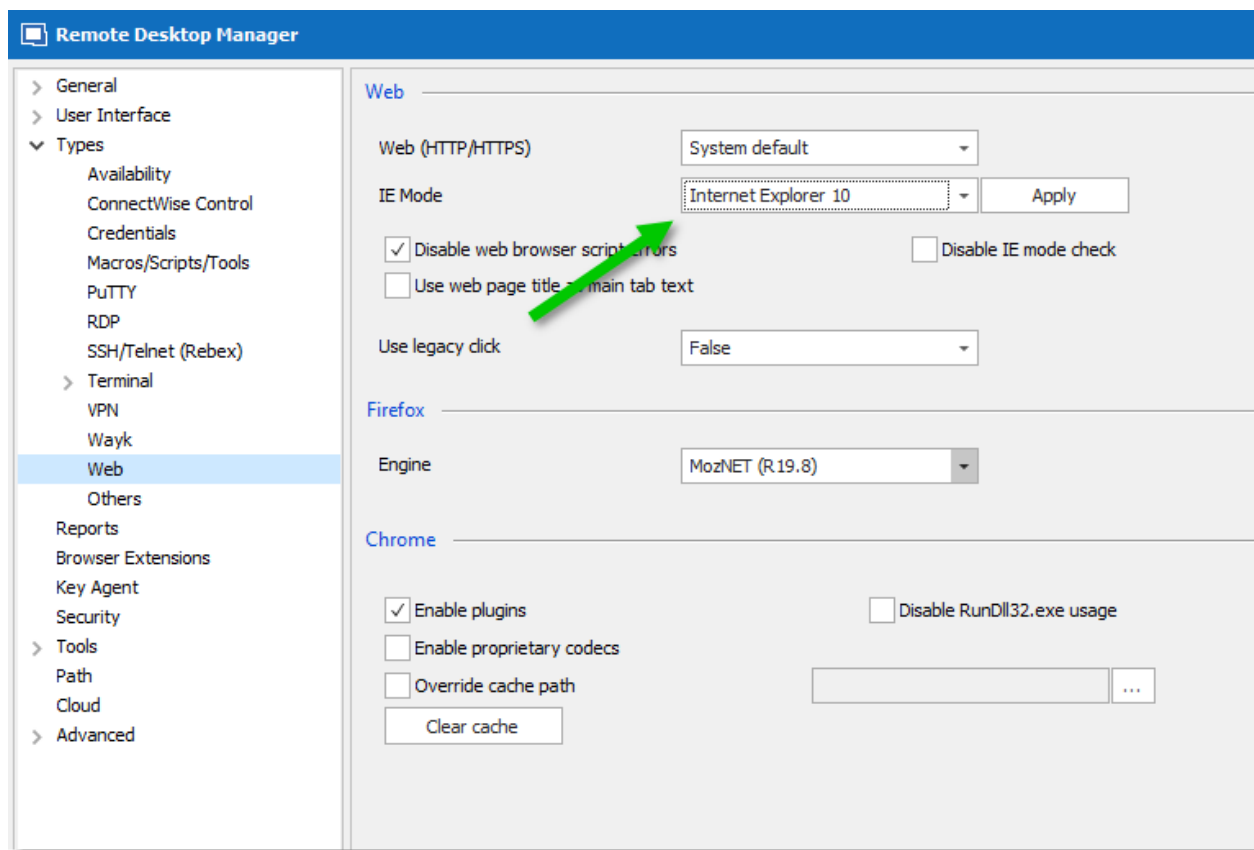 Remote Desktop Manager
General
User Interface
Types
Availability
ConnectWise Control
Credentials
Macros/Scripts/Tools
PuTTY
RDP
SSH/Telnet (Rebex)
Terminal
VPN
Wayk
Web
Others
Reports
Browser Extensions
Key Agent
Security
Tools
Path
Cloud
Advanced
Web
Web (HTTP/HTTPS) System default
IE Mode Internet Explorer 10 Apply
Disable web browser script errors Disable IE mode check
Use web page title as main tab text
Use legacy click False
Firefox
Engine MozNET (R19.8)
Chrome
Enable plugins Disable RunDll32.exe usage
Enable proprietary codecs
Override cache path ...
Clear cache